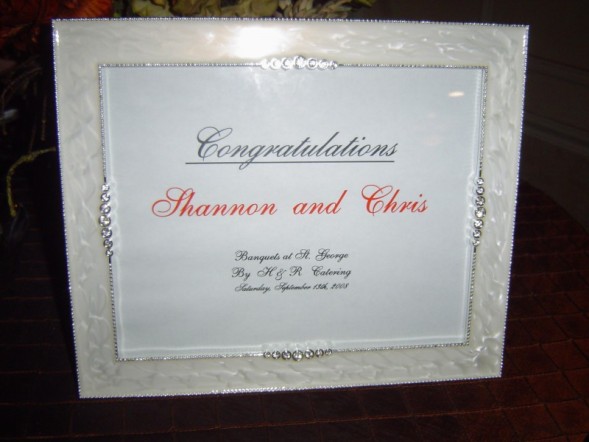 Congratulations
Shannon and Chris
Banquets at St. George
By H & R Catering
Saturday, September 13th, 2008